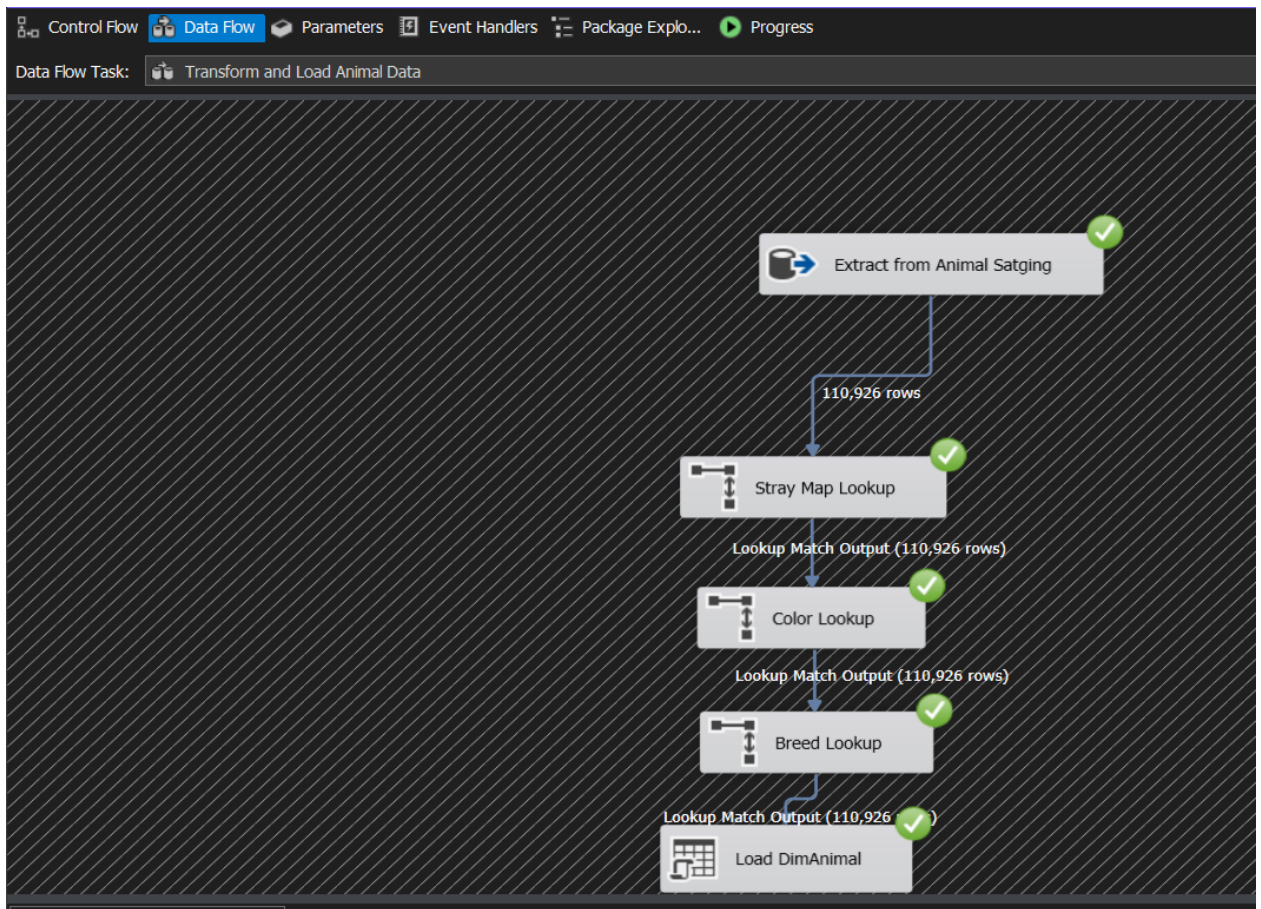 Control Flow Data Flow Parameters Event Handlers Package Explo... Progress
Data Flow Task: Transform and Load Animal Data
Extract from Animal Satging
110,926 rows
Stray Map Lookup
Lookup Match Output (110,926 rows)
Color Lookup
Lookup Match Output (110,926 rows)
Breed Lookup
Lookup Match Output (110,926 )
Load DimAnimal